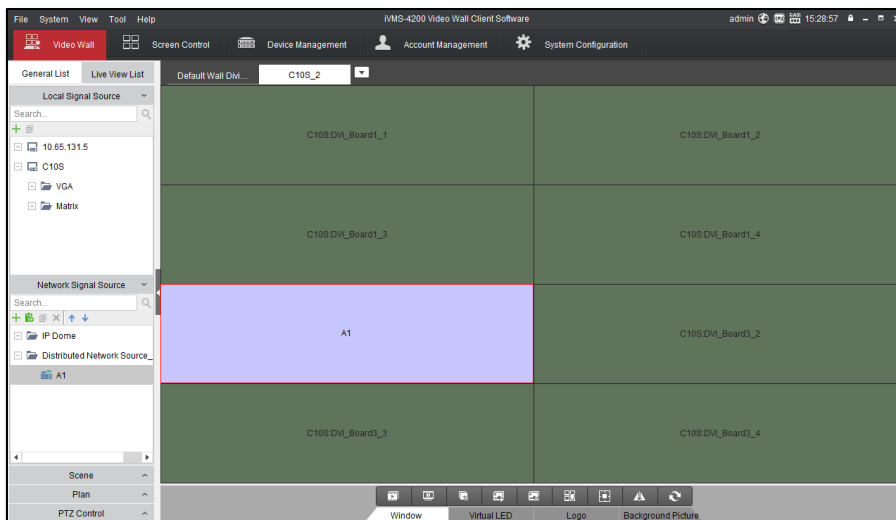 File System View Tool Help iVMS-4200 Video Wall Client Software admin 15:28:57
Video Wall Screen Control Device Management Account Management System Configuration
General List Live View List Default Wall Divi... C10S_2
Local Signal Source
Search...
10.65.131.5
C10S
VGA
Matrix
C10S:DVI_Board1_1 C10S:DVI_Board1_2
C10S:DVI_Board1_3 C10S:DVI_Board1_4
Network Signal Source
Search...
IP Dome
Distributed Network Source_
A1
A1 C10S:DVI_Board3_2
C10S:DVI_Board3_3 C10S:DVI_Board3_4
Scene
Plan
PTZ Control
Window Virtual LED Logo Background Picture